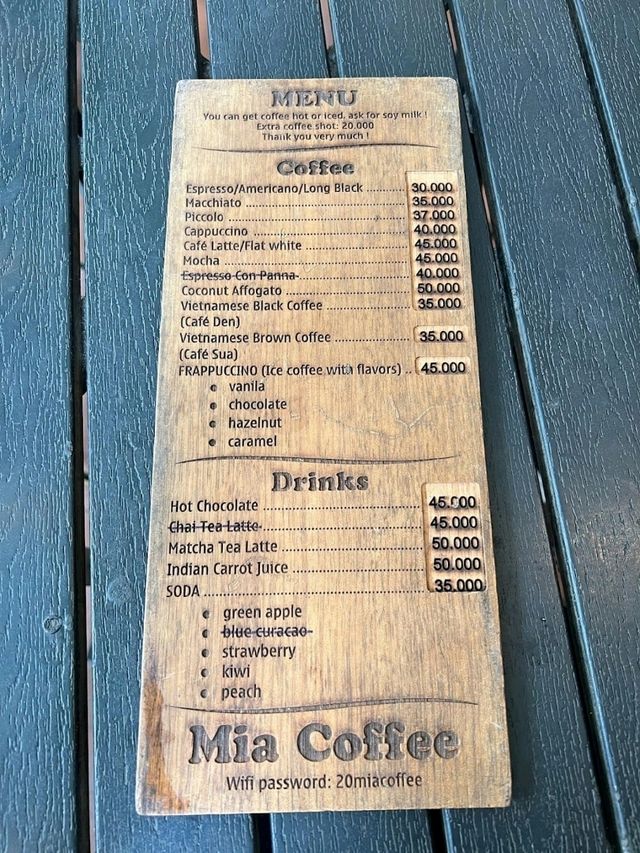 MENU
You can get coffee hot or iced, ask for soy milk !
Extra coffee shot: 20.000
Thank you very much !
Coffee
Espresso/Americano/Long Black .......... 30.000
Macchiato .......... 35.000
Piccolo .......... 37.000
Cappuccino .......... 40.000
Café Latte/Flat white .......... 45.000
Mocha .......... 45.000
Espresso Con Panna .......... 40.000
Coconut Affogato .......... 50.000
Vietnamese Black Coffee .......... 35.000
(Café Den)
Vietnamese Brown Coffee .......... 35.000
(Café Sua)
FRAPPUCCINO (Ice coffee with flavors) .. 45.000
• vanila
• chocolate
• hazelnut
• caramel
Drinks
Hot Chocolate .......... 45.000
Chai Tea Latte .......... 45.000
Matcha Tea Latte .......... 50.000
Indian Carrot Juice .......... 50.000
SODA .......... 35.000
• green apple
• blue curacao
• strawberry
• kiwi
• peach
Mia Coffee
Wifi password: 20miacoffee